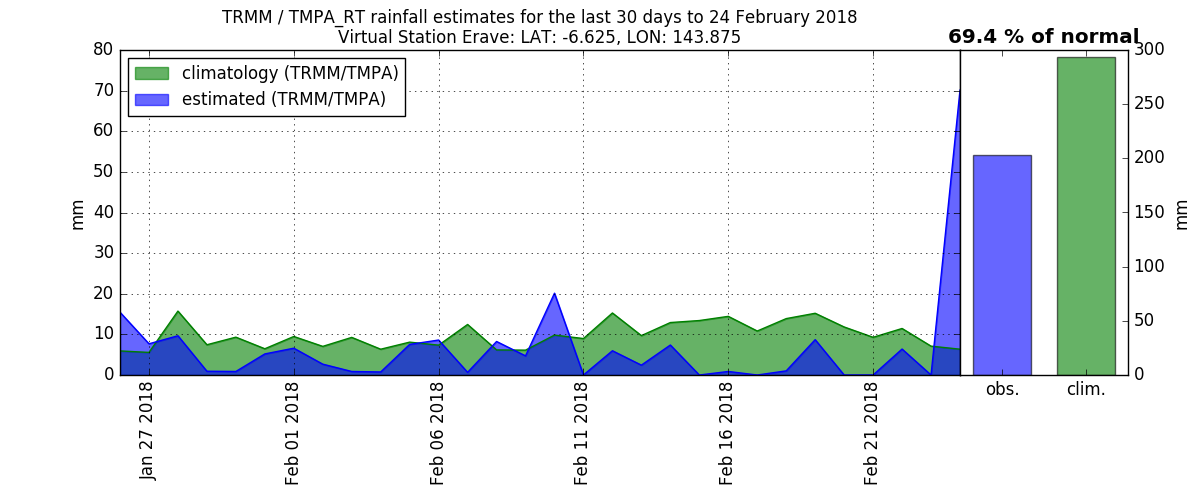 TRMM / TMPA_RT rainfall estimates for the last 30 days to 24 February 2018
Virtual Station Erave: LAT: -6.625, LON: 143.875
69.4 % of normal
climatology (TRMM/TMPA)
estimated (TRMM/TMPA)
80
70
60
50
40
30
20
10
0
mm
Jan 27 2018
Feb 01 2018
Feb 06 2018
Feb 11 2018
Feb 16 2018
Feb 21 2018
obs.
clim.
300
250
200
150
100
50
0
mm